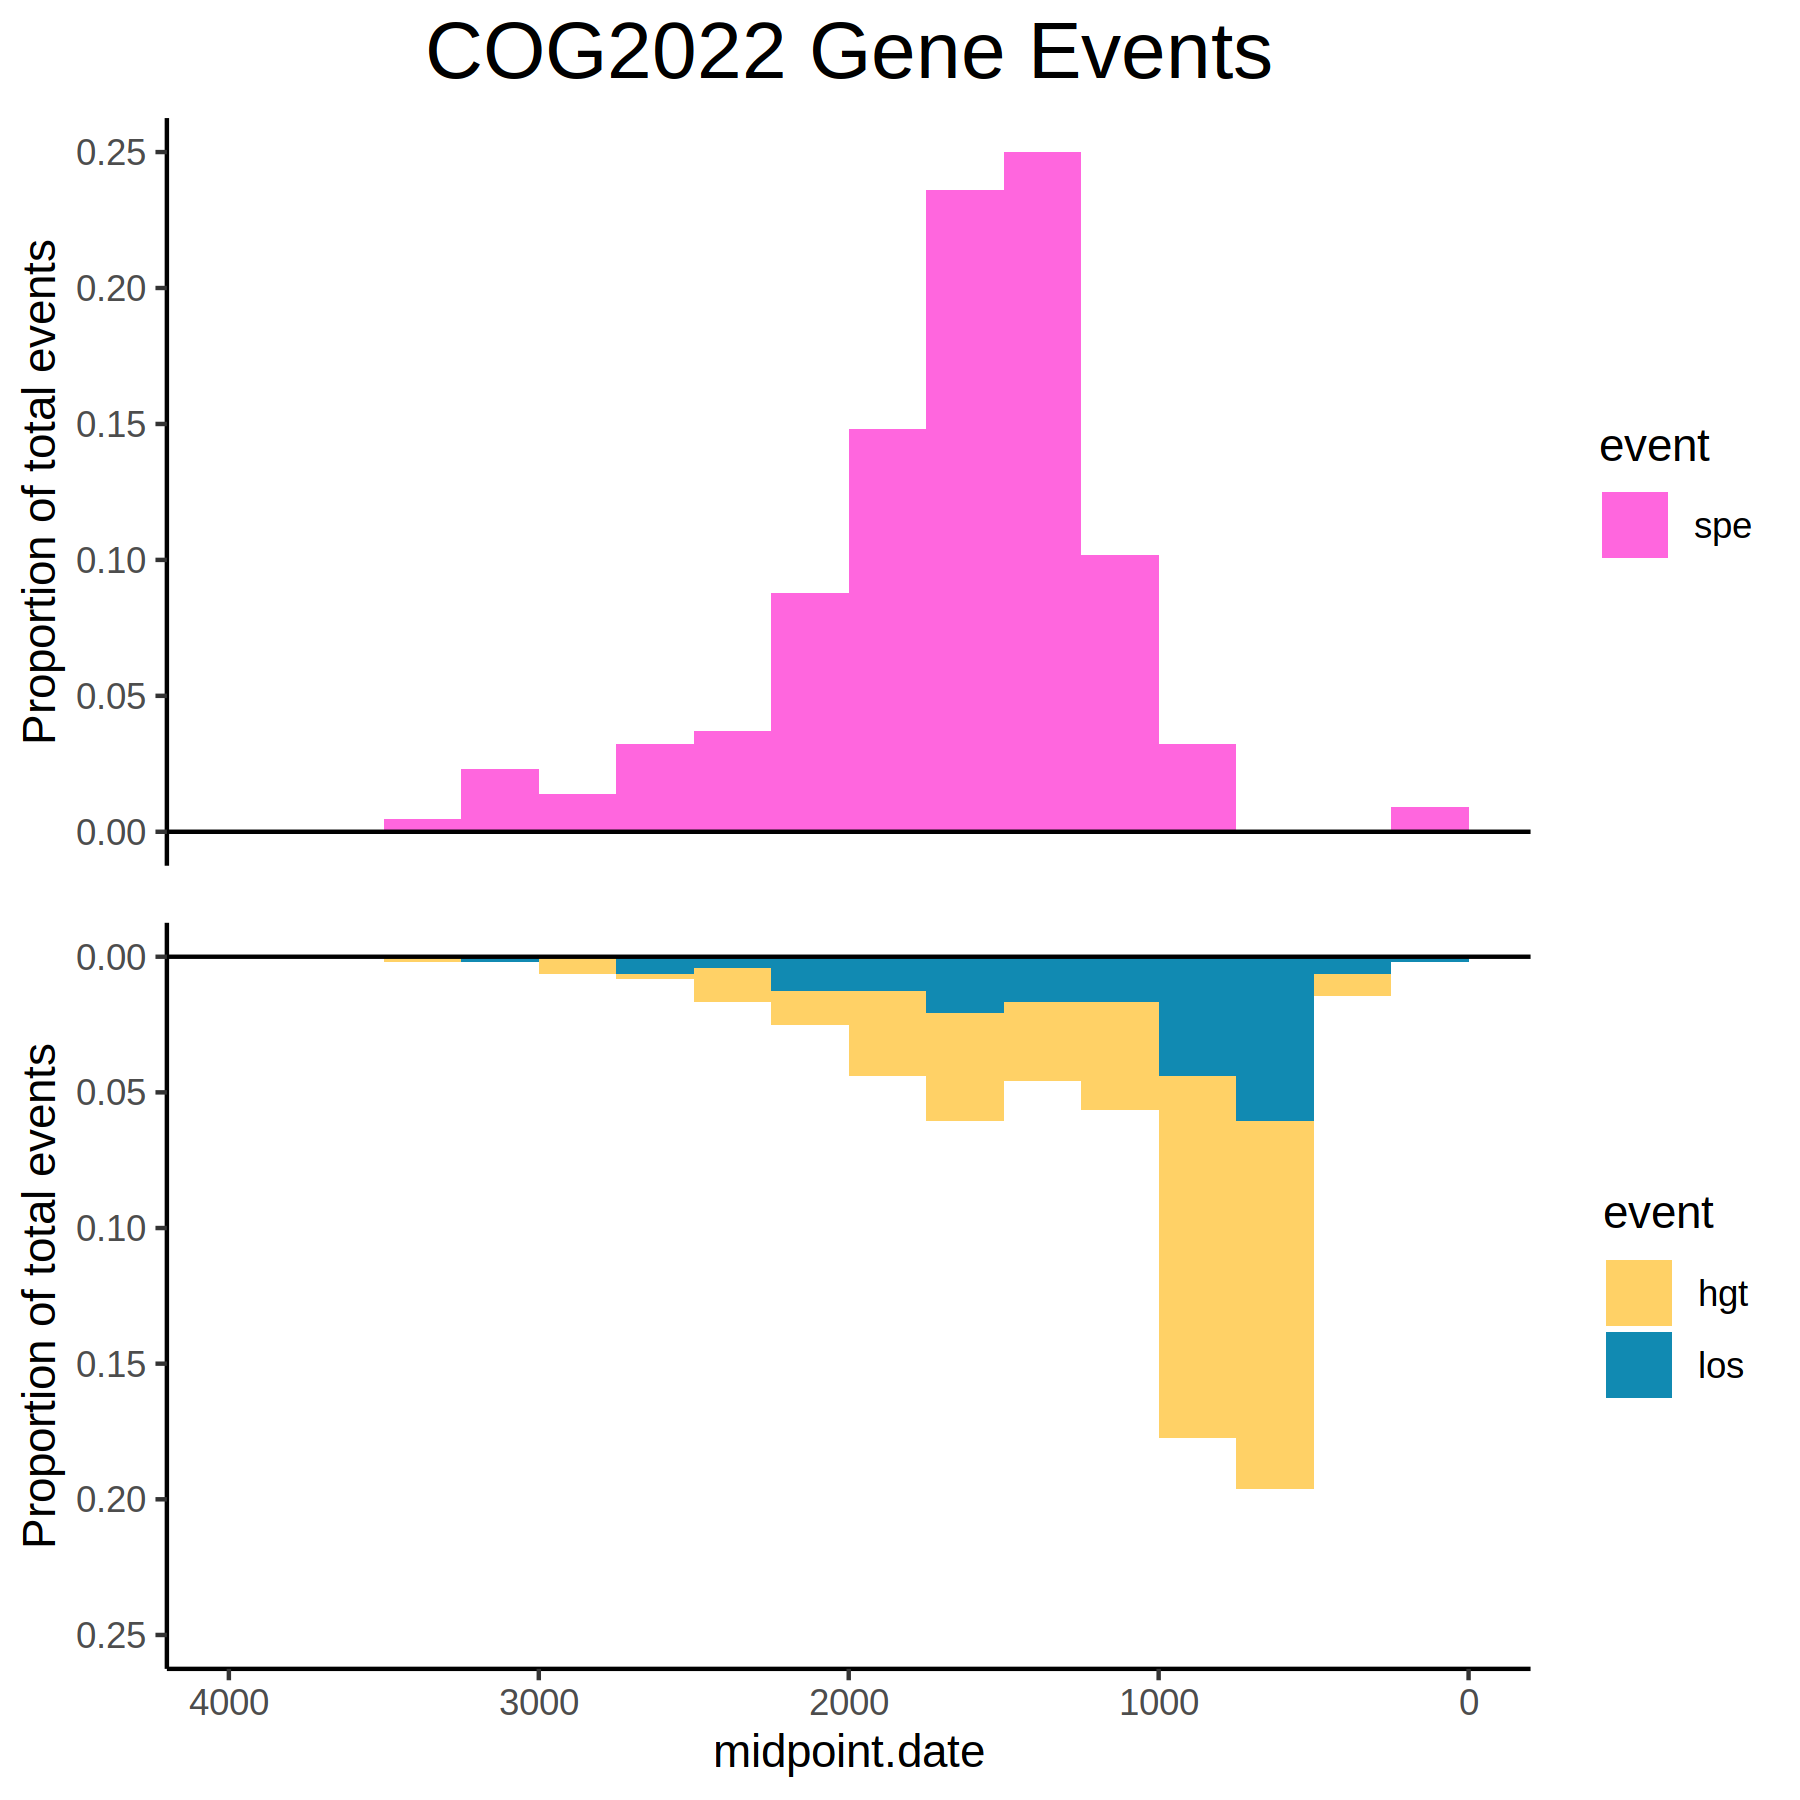 COG2022 Gene Events
Proportion of total events
0.25
0.20
0.15
0.10
0.05
0.00
event
spe
Proportion of total events
0.00
0.05
0.10
0.15
0.20
0.25
event
hgt
los
4000 3000 2000 1000 0
midpoint.date